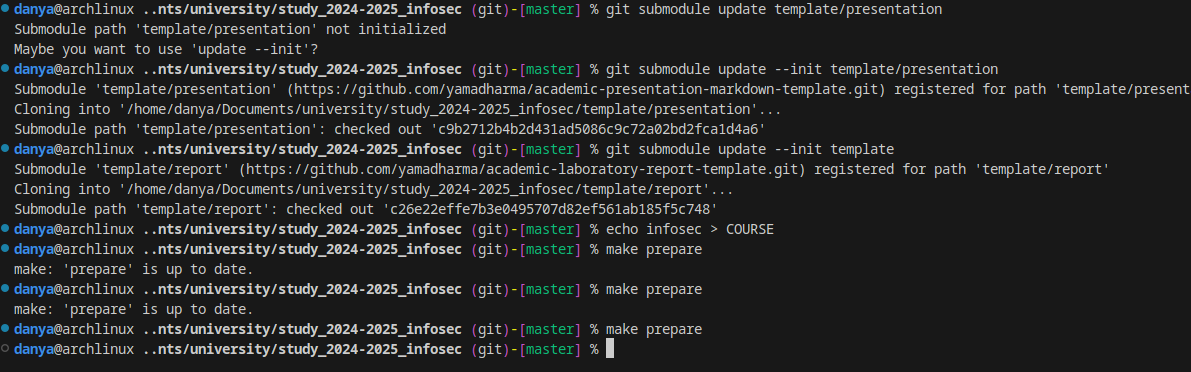 danya@archlinux ..nts/university/study_2024-2025_infosec (git)-[master] % git submodule update template/presentation
Submodule path 'template/presentation' not initialized
Maybe you want to use 'update --init'?
danya@archlinux ..nts/university/study_2024-2025_infosec (git)-[master] % git submodule update --init template/presentation
Submodule 'template/presentation' (https://github.com/yamadharma/academic-presentation-markdown-template.git) registered for path 'template/present
Cloning into '/home/danya/Documents/university/study_2024-2025_infosec/template/presentation'...
Submodule path 'template/presentation': checked out 'c9b2712b4b2d431ad5086c9c72a02bd2fca1d4a6'
danya@archlinux ..nts/university/study_2024-2025_infosec (git)-[master] % git submodule update --init template
Submodule 'template/report' (https://github.com/yamadharma/academic-laboratory-report-template.git) registered for path 'template/report'
Cloning into '/home/danya/Documents/university/study_2024-2025_infosec/template/report'...
Submodule path 'template/report': checked out 'c26e22effe7b3e0495707d82ef561ab185f5c748'
danya@archlinux ..nts/university/study_2024-2025_infosec (git)-[master] % echo infosec > COURSE
danya@archlinux ..nts/university/study_2024-2025_infosec (git)-[master] % make prepare
make: 'prepare' is up to date.
danya@archlinux ..nts/university/study_2024-2025_infosec (git)-[master] % make prepare
make: 'prepare' is up to date.
danya@archlinux ..nts/university/study_2024-2025_infosec (git)-[master] % make prepare
danya@archlinux ..nts/university/study_2024-2025_infosec (git)-[master] %